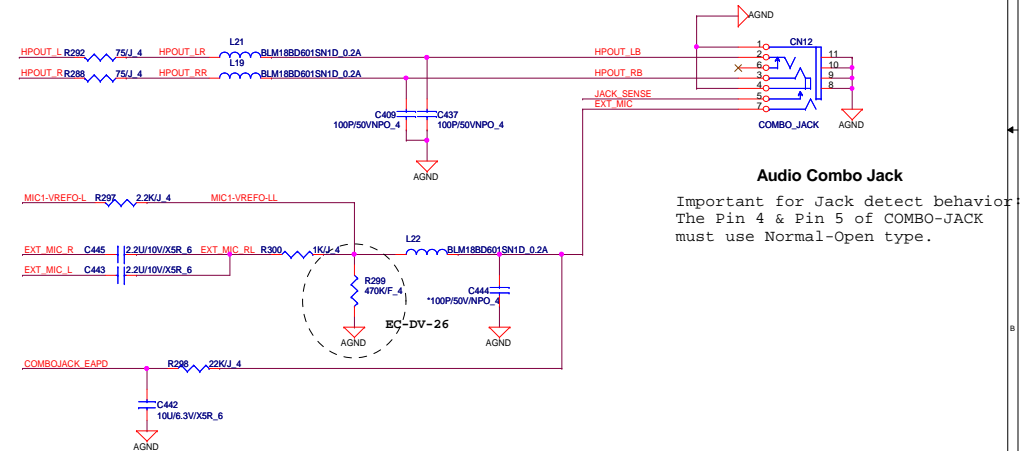 AGND
HPOUT_L R292 75/J_4 HPOUT_LR L21 BLM18BD601SN1D_0.2A HPOUT_LB 1 CN12
2 11
HPOUT_R R288 75/J_4 HPOUT_RR L19 BLM18BD601SN1D_0.2A HPOUT_RB 6 10
3 9
4 8
JACK_SENSE 5
EXT_MIC 7
C409 C437
100P/50VNPO_4 100P/50VNPO_4
COMBO_JACK AGND
AGND
Audio Combo Jack
Important for Jack detect behavior:
The Pin 4 & Pin 5 of COMBO-JACK
must use Normal-Open type.
MIC1-VREFO-L R297 2.2K/J_4 MIC1-VREFO-LL
EXT_MIC_R C445 2.2U/10V/X5R_6 EXT_MIC_RL R300 1K/J_4 L22 BLM18BD601SN1D_0.2A
EXT_MIC_L C443 2.2U/10V/X5R_6
R299
470K/F_4
C444
*100P/50V/NPO_4
EC-DV-26
AGND AGND
B
COMBOJACK_EAPD R298 22K/J_4
C442
10U/6.3V/X5R_6
AGND